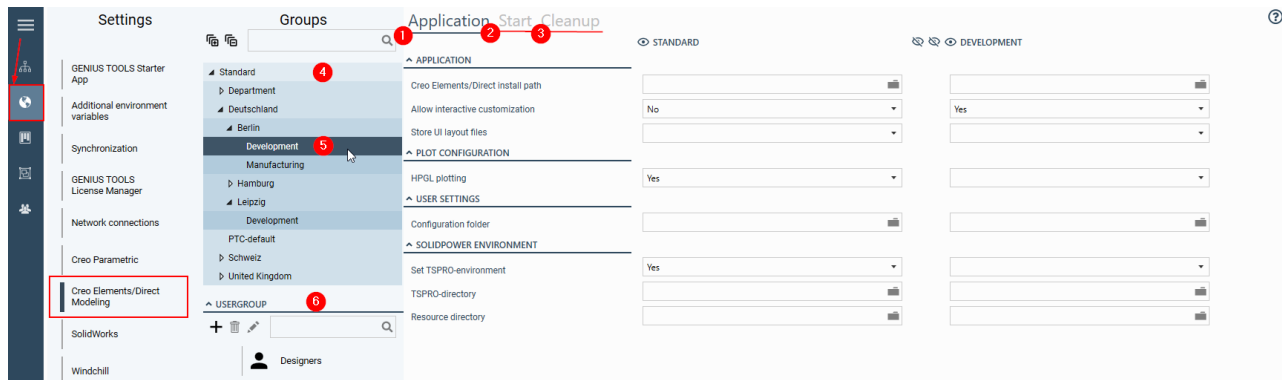 Settings
Groups
Application Start Cleanup
1
2
3
STANDARD
DEVELOPMENT
GENIUS TOOLS Starter
App
Additional environment
variables
Synchronization
GENIUS TOOLS
License Manager
Network connections
Creo Parametric
Creo Elements/Direct
Modeling
SolidWorks
Windchill
Standard
4
Department
Deutschland
Berlin
Development
5
Manufacturing
Hamburg
Leipzig
Development
PTC-default
Schweiz
United Kingdom
USERGROUP
6
Designers
APPLICATION
Creo Elements/Direct install path
Allow interactive customization
No
Yes
Store UI layout files
PLOT CONFIGURATION
HPGL plotting
Yes
USER SETTINGS
Configuration folder
SOLIDPOWER ENVIRONMENT
Set TSPRO-environment
Yes
TSPRO-directory
Resource directory